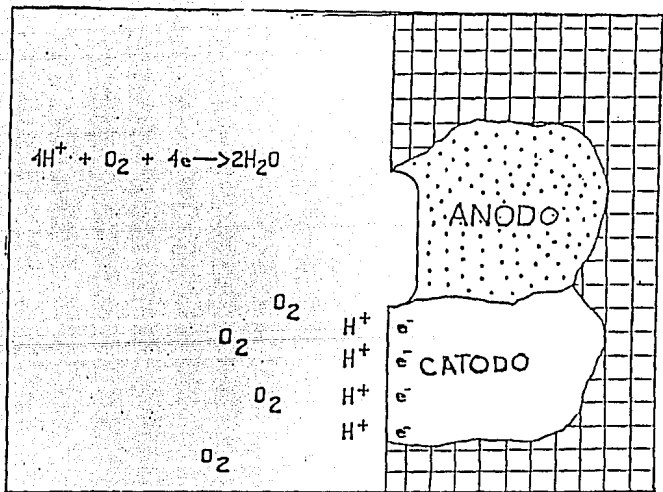 4H⁺ + O₂ + 4e→2H₂O
ANODO
O₂
O₂
O₂
O₂
H⁺ e⁻
H⁺ e⁻
CATODO
H⁺ e⁻
H⁺ e⁻